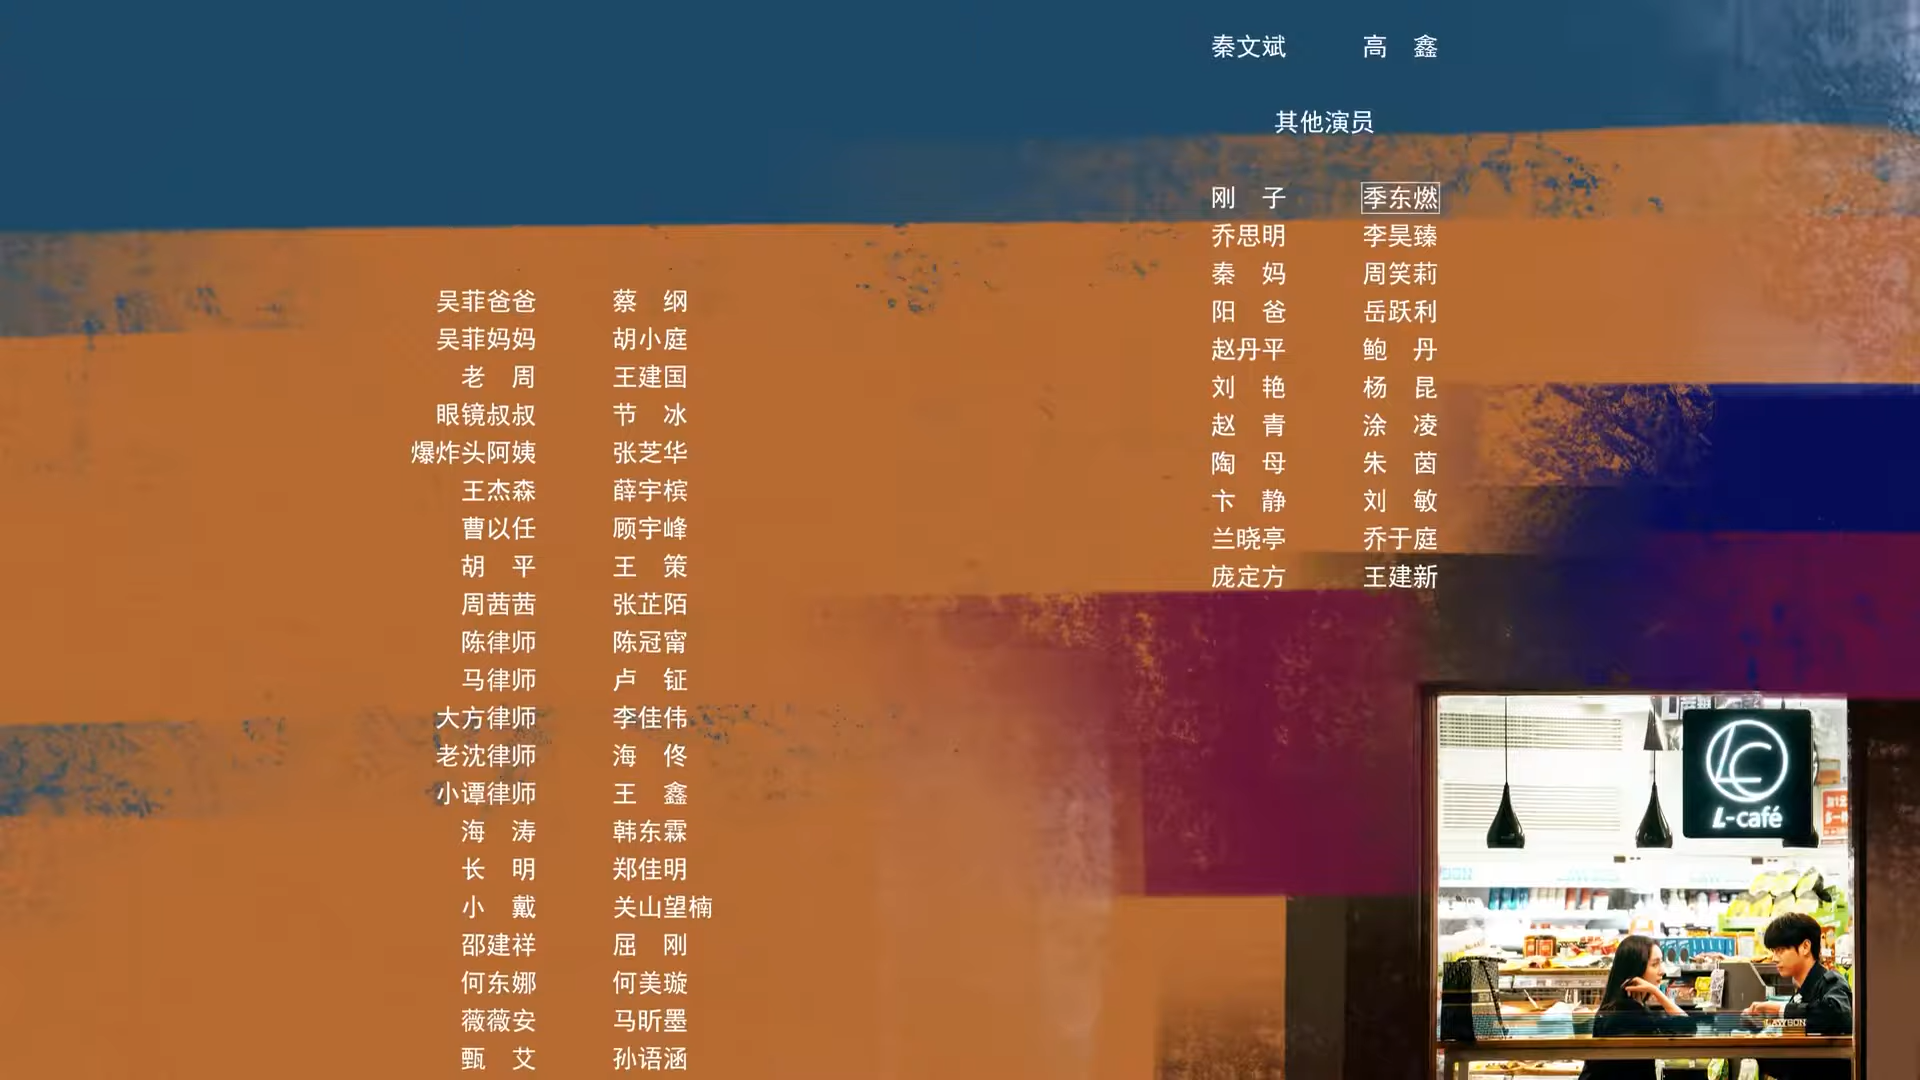 秦文斌 高 鑫
其他演员
刚 子 季东燃
乔思明 李昊臻
秦 妈 周笑莉
阳 爸 岳跃利
赵丹平 鲍 丹
刘 艳 杨 昆
赵 青 涂 凌
陶 母 朱 茵
卞 静 刘 敏
兰晓亭 乔于庭
庞定方 王建新
吴菲爸爸 蔡 纲
吴菲妈妈 胡小庭
老 周 王建国
眼镜叔叔 节 冰
爆炸头阿姨 张芝华
王杰森 薛宇槟
曹以任 顾宇峰
胡 平 王 策
周茜茜 张芷陌
陈律师 陈冠甯
马律师 卢 钲
大方律师 李佳伟
老沈律师 海 佟
小谭律师 王 鑫
海 涛 韩东霖
长 明 郑佳明
小 戴 关山望楠
邵建祥 屈 刚
何东娜 何美璇
薇薇安 马昕墨
甄 艾 孙语涵
LC
L-café
LAWSON